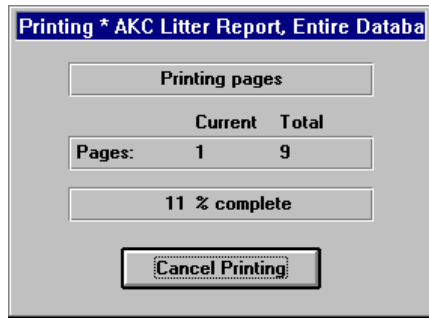 Printing * AKC Litter Report, Entire Databa
Printing pages
Current Total
Pages: 1 9
11 % complete
Cancel Printing